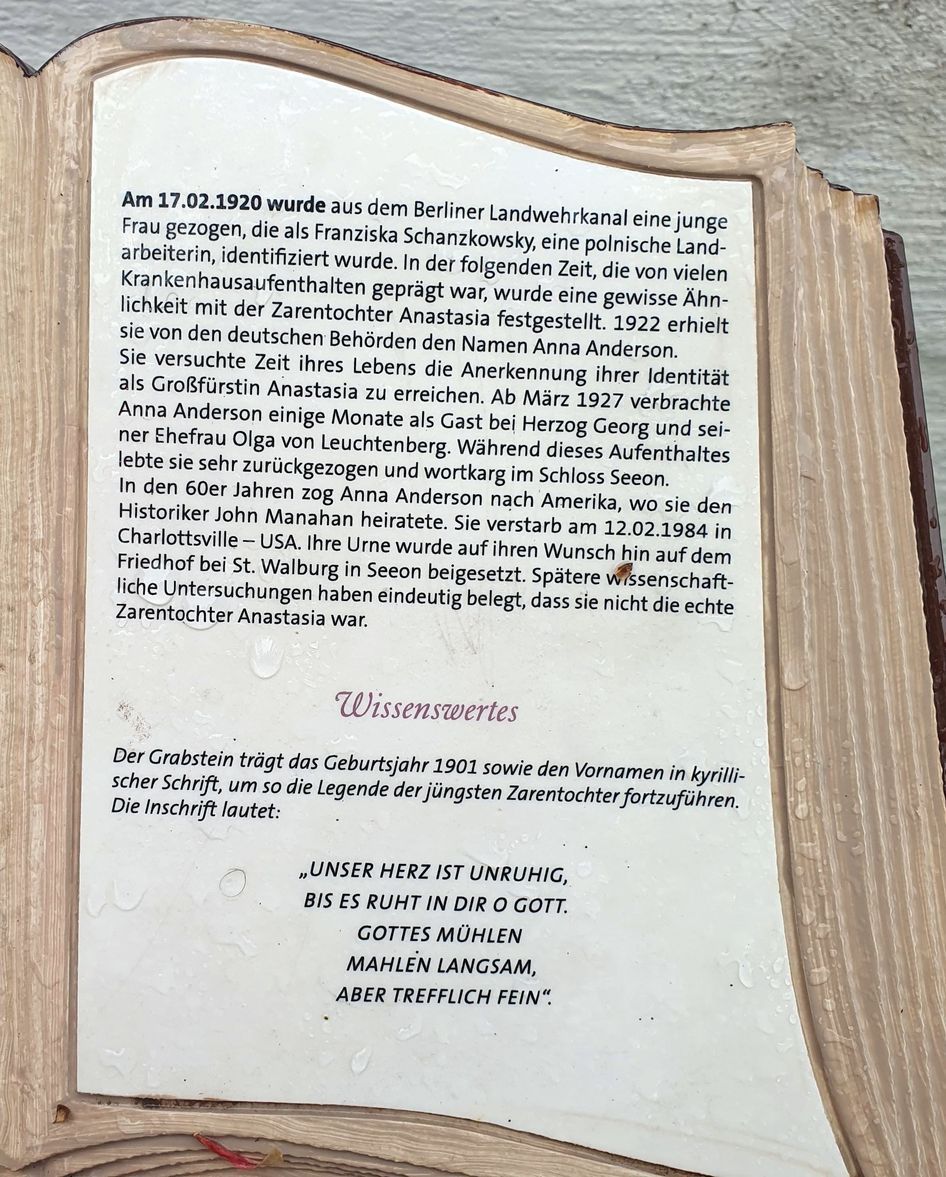 Am 17.02.1920 wurde aus dem Berliner Landwehrkanal eine junge
Frau gezogen, die als Franziska Schanzkowsky, eine polnische Land-
arbeiterin, identifiziert wurde. In der folgenden Zeit, die von vielen
Krankenhausaufenthalten geprägt war, wurde eine gewisse Ähn-
lichkeit mit der Zarentochter Anastasia festgestellt. 1922 erhielt
sie von den deutschen Behörden den Namen Anna Anderson.
Sie versuchte Zeit ihres Lebens die Anerkennung ihrer Identität
als Großfürstin Anastasia zu erreichen. Ab März 1927 verbrachte
Anna Anderson einige Monate als Gast bei Herzog Georg und sei-
ner Ehefrau Olga von Leuchtenberg. Während dieses Aufenthaltes
lebte sie sehr zurückgezogen und wortkarg im Schloss Seeon.
In den 60er Jahren zog Anna Anderson nach Amerika, wo sie den
Historiker John Manahan heiratete. Sie verstarb am 12.02.1984 in
Charlottsville – USA. Ihre Urne wurde auf ihren Wunsch hin auf dem
Friedhof bei St. Walburg in Seeon beigesetzt. Spätere wissenschaft-
liche Untersuchungen haben eindeutig belegt, dass sie nicht die echte
Zarentochter Anastasia war.
Wissenswertes
Der Grabstein trägt das Geburtsjahr 1901 sowie den Vornamen in kyrilli-
scher Schrift, um so die Legende der jüngsten Zarentochter fortzuführen.
Die Inschrift lautet:
„UNSER HERZ IST UNRUHIG,
BIS ES RUHT IN DIR O GOTT.
GOTTES MÜHLEN
MAHLEN LANGSAM,
ABER TREFFLICH FEIN“.